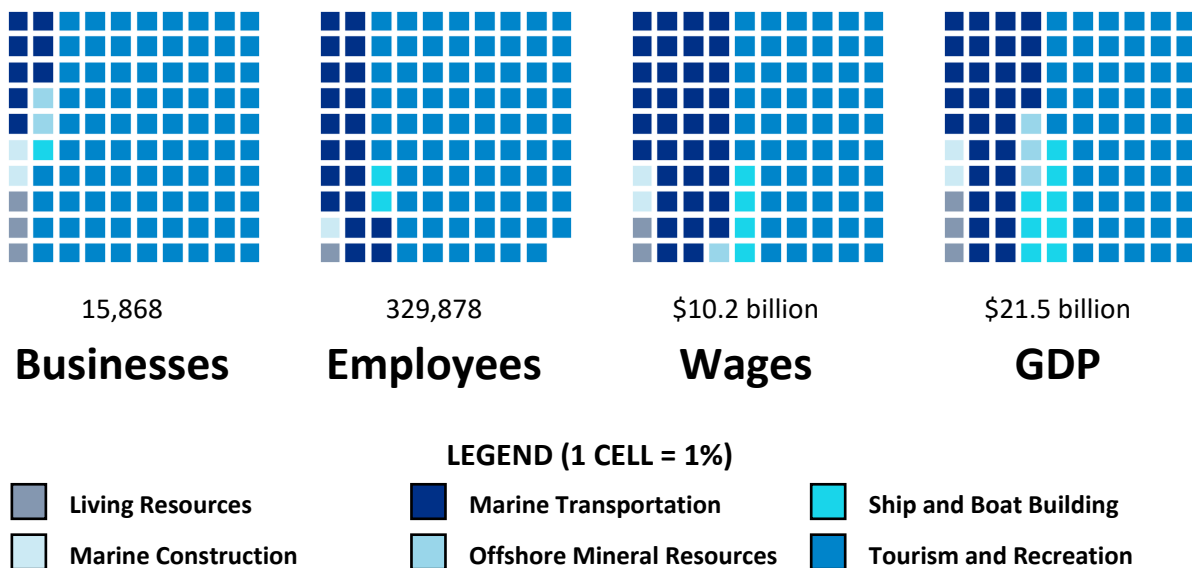 15,868
329,878
$10.2 billion
$21.5 billion
Businesses
Employees
Wages
GDP
LEGEND (1 CELL = 1%)
Living Resources
Marine Transportation
Ship and Boat Building
Marine Construction
Offshore Mineral Resources
Tourism and Recreation